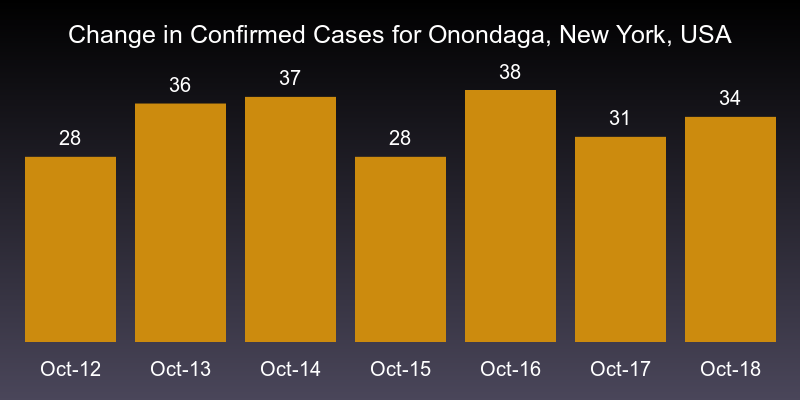 Change in Confirmed Cases for Onondaga, New York, USA
28
36
37
28
38
31
34
Oct-12
Oct-13
Oct-14
Oct-15
Oct-16
Oct-17
Oct-18